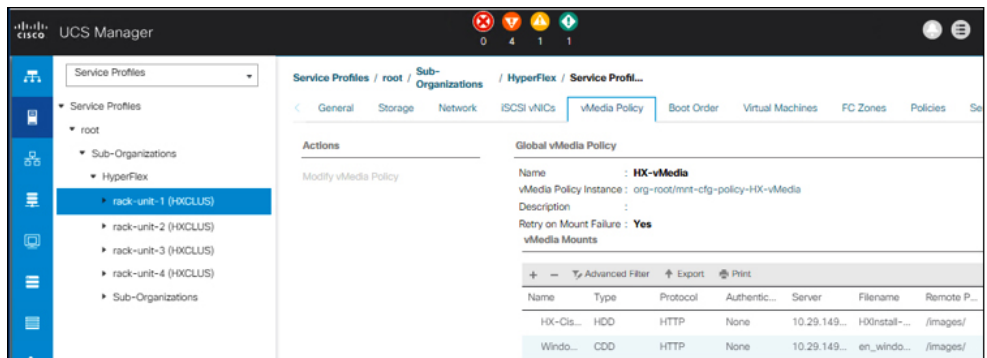 cisco UCS Manager
0 4 1 1
Service Profiles
Service Profiles
root
Sub-Organizations
HyperFlex
rack-unit-1 (HXCLUS)
rack-unit-2 (HXCLUS)
rack-unit-3 (HXCLUS)
rack-unit-4 (HXCLUS)
Sub-Organizations
Service Profiles / root / Sub-Organizations / HyperFlex / Service Profil...
General Storage Network iSCSI vNICs vMedia Policy Boot Order Virtual Machines FC Zones Policies Se
Actions
Modify vMedia Policy
Global vMedia Policy
Name : HX-vMedia
vMedia Policy Instance : org-root/mnt-cfg-policy-HX-vMedia
Description :
Retry on Mount Failure : Yes
vMedia Mounts
+ − Advanced Filter Export Print
Name Type Protocol Authentic... Server Filename Remote P...
HX-Cis... HDD HTTP None 10.29.149... HXInstall-... /images/
Windo... CDD HTTP None 10.29.149... en_windo... /images/